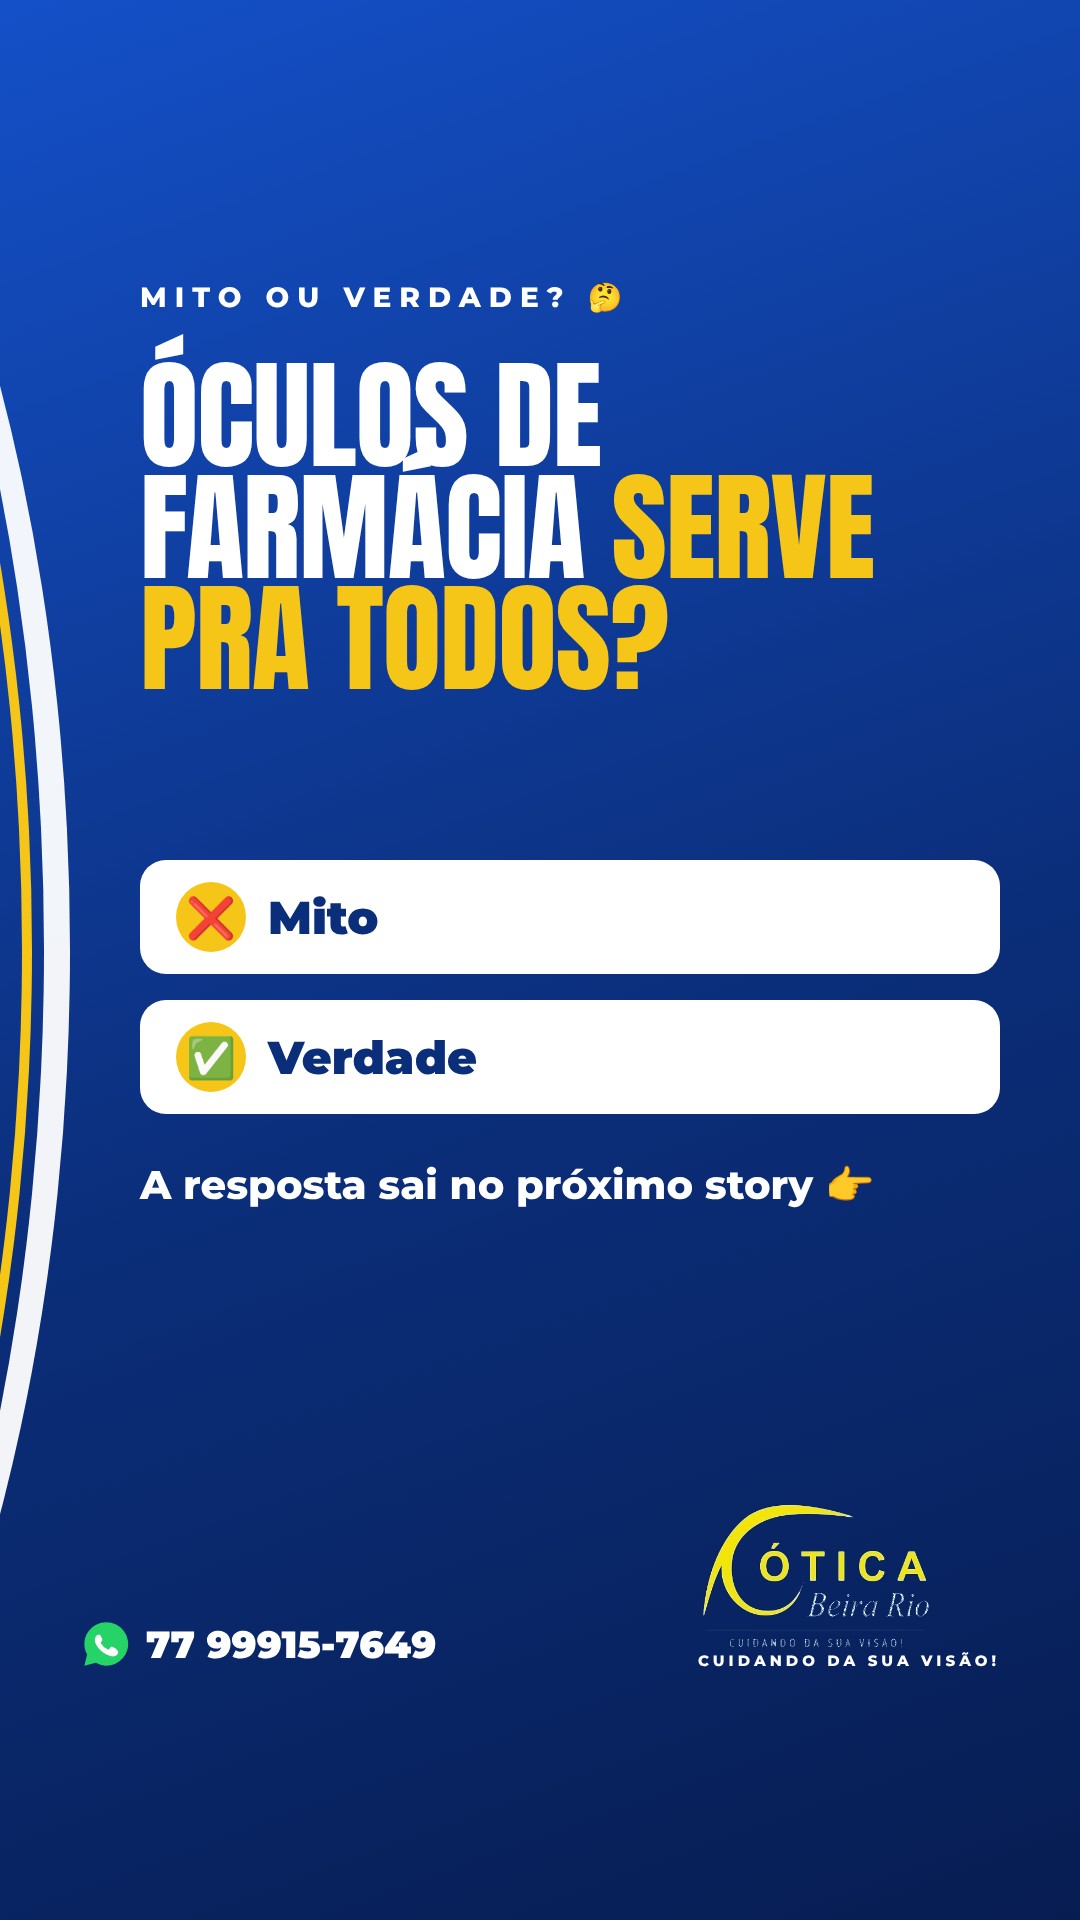 MITO OU VERDADE? 🤔
ÓCULOS DE
FARMÁCIA SERVE
PRA TODOS?
❌ Mito
✅ Verdade
A resposta sai no próximo story 👉
ÓTICA
Beira Rio
CUIDANDO DA SUA VISÃO!
77 99915-7649
CUIDANDO DA SUA VISÃO!